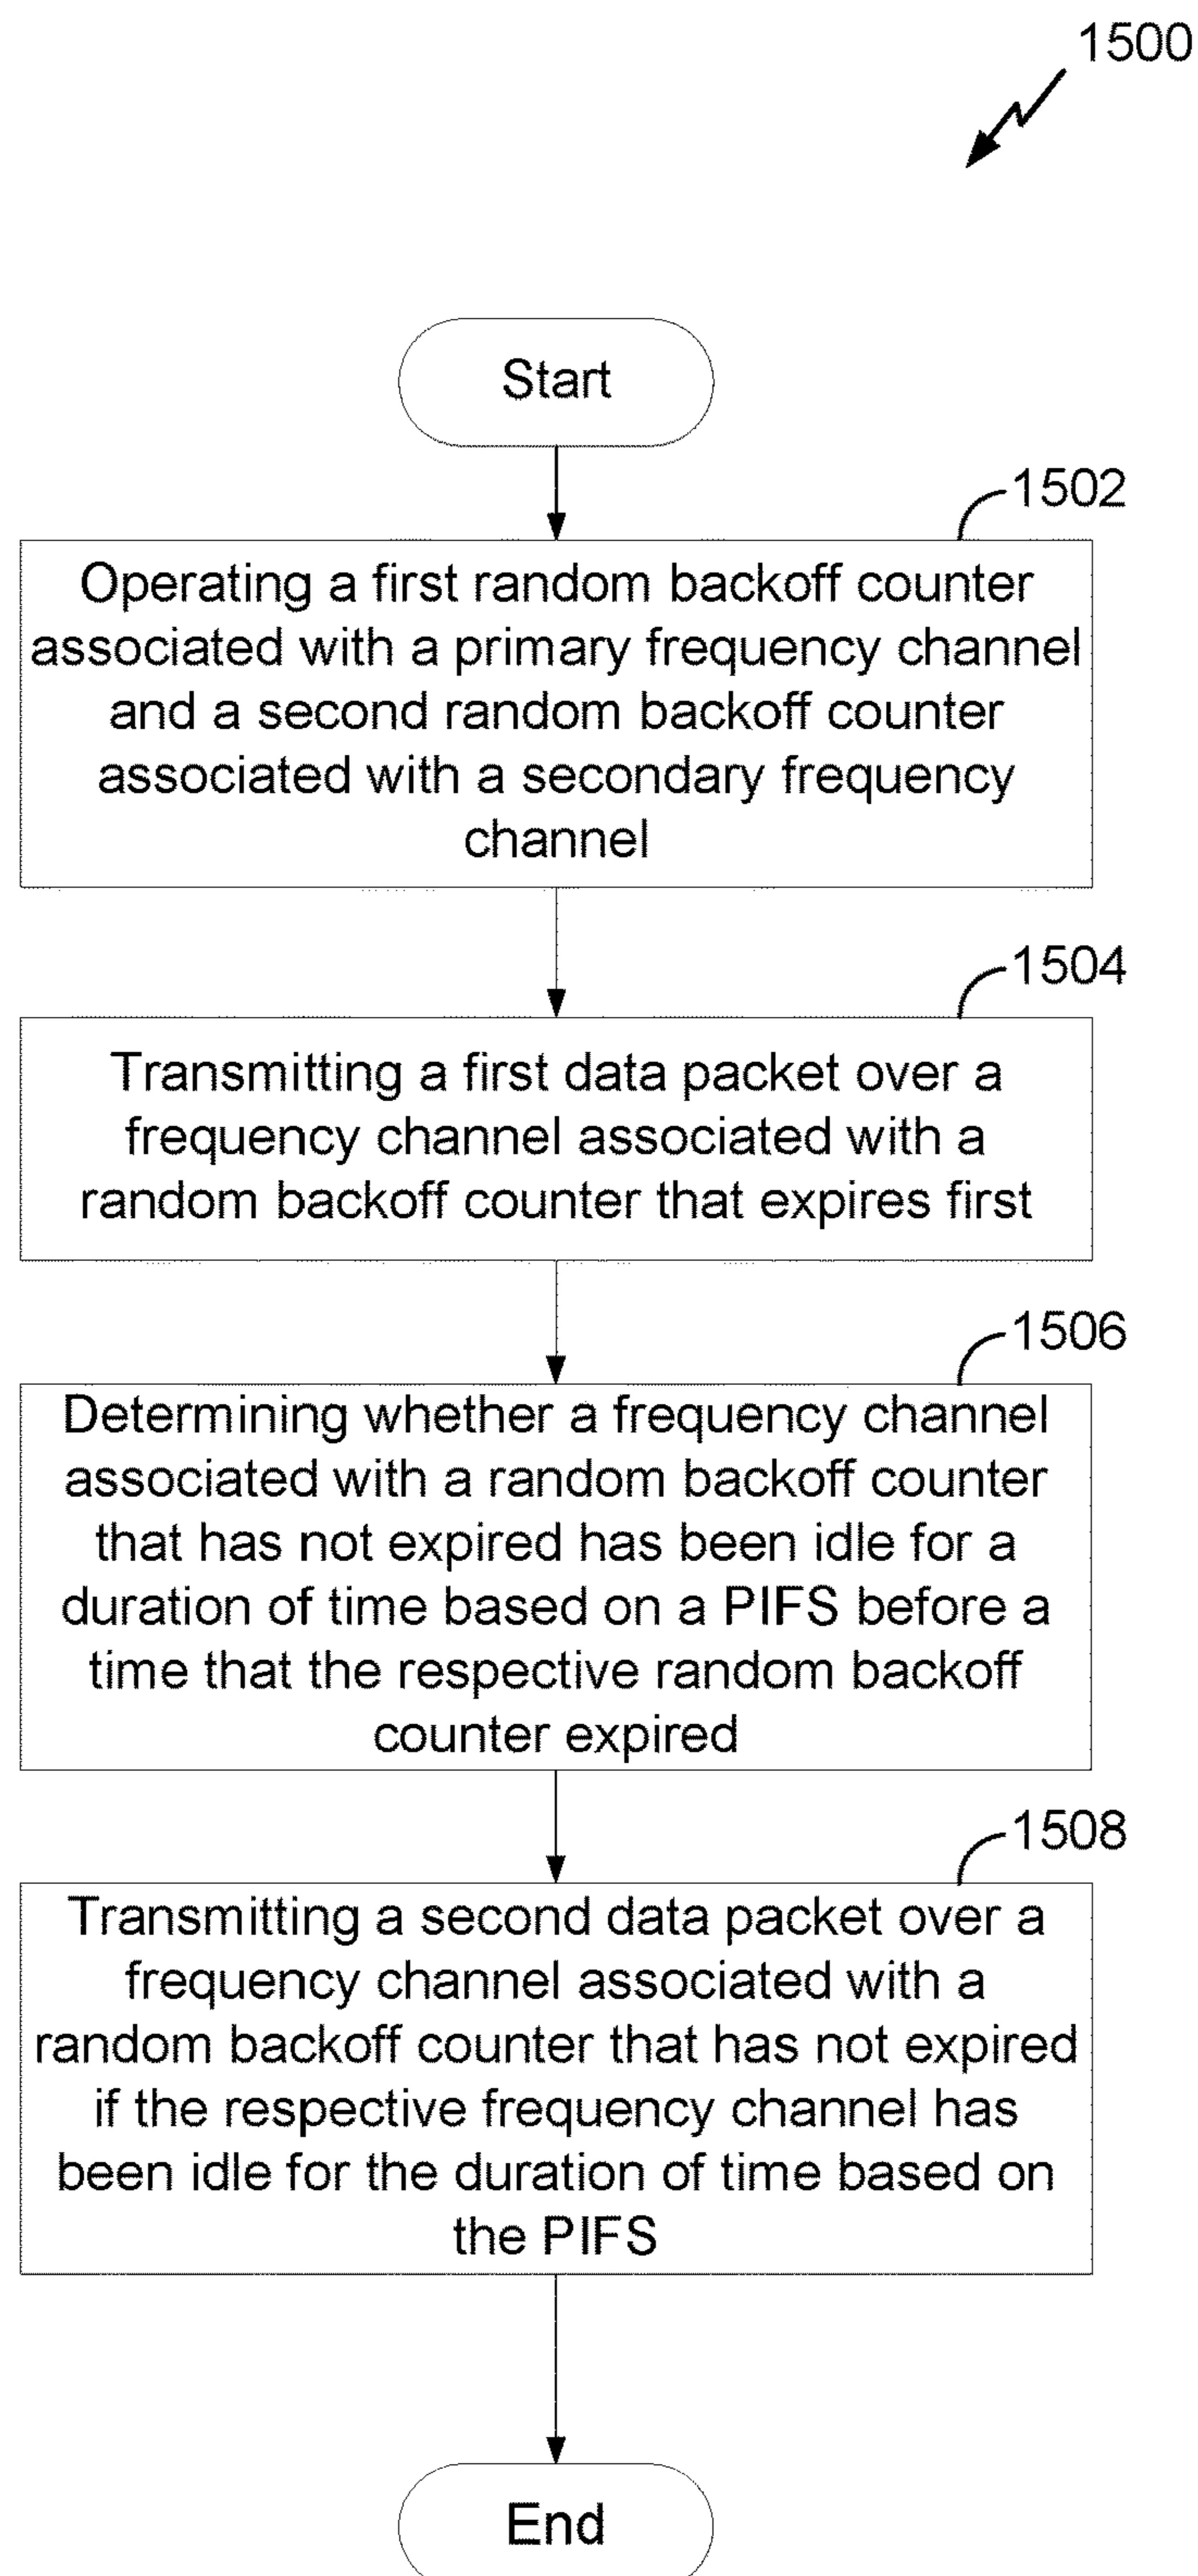 1500
Start
1502
Operating a first random backoff counter
associated with a primary frequency channel
and a second random backoff counter
associated with a secondary frequency
channel
1504
Transmitting a first data packet over a
frequency channel associated with a
random backoff counter that expires first
1506
Determining whether a frequency channel
associated with a random backoff counter
that has not expired has been idle for a
duration of time based on a PIFS before a
time that the respective random backoff
counter expired
1508
Transmitting a second data packet over a
frequency channel associated with a
random backoff counter that has not expired
if the respective frequency channel has
been idle for the duration of time based on
the PIFS
End